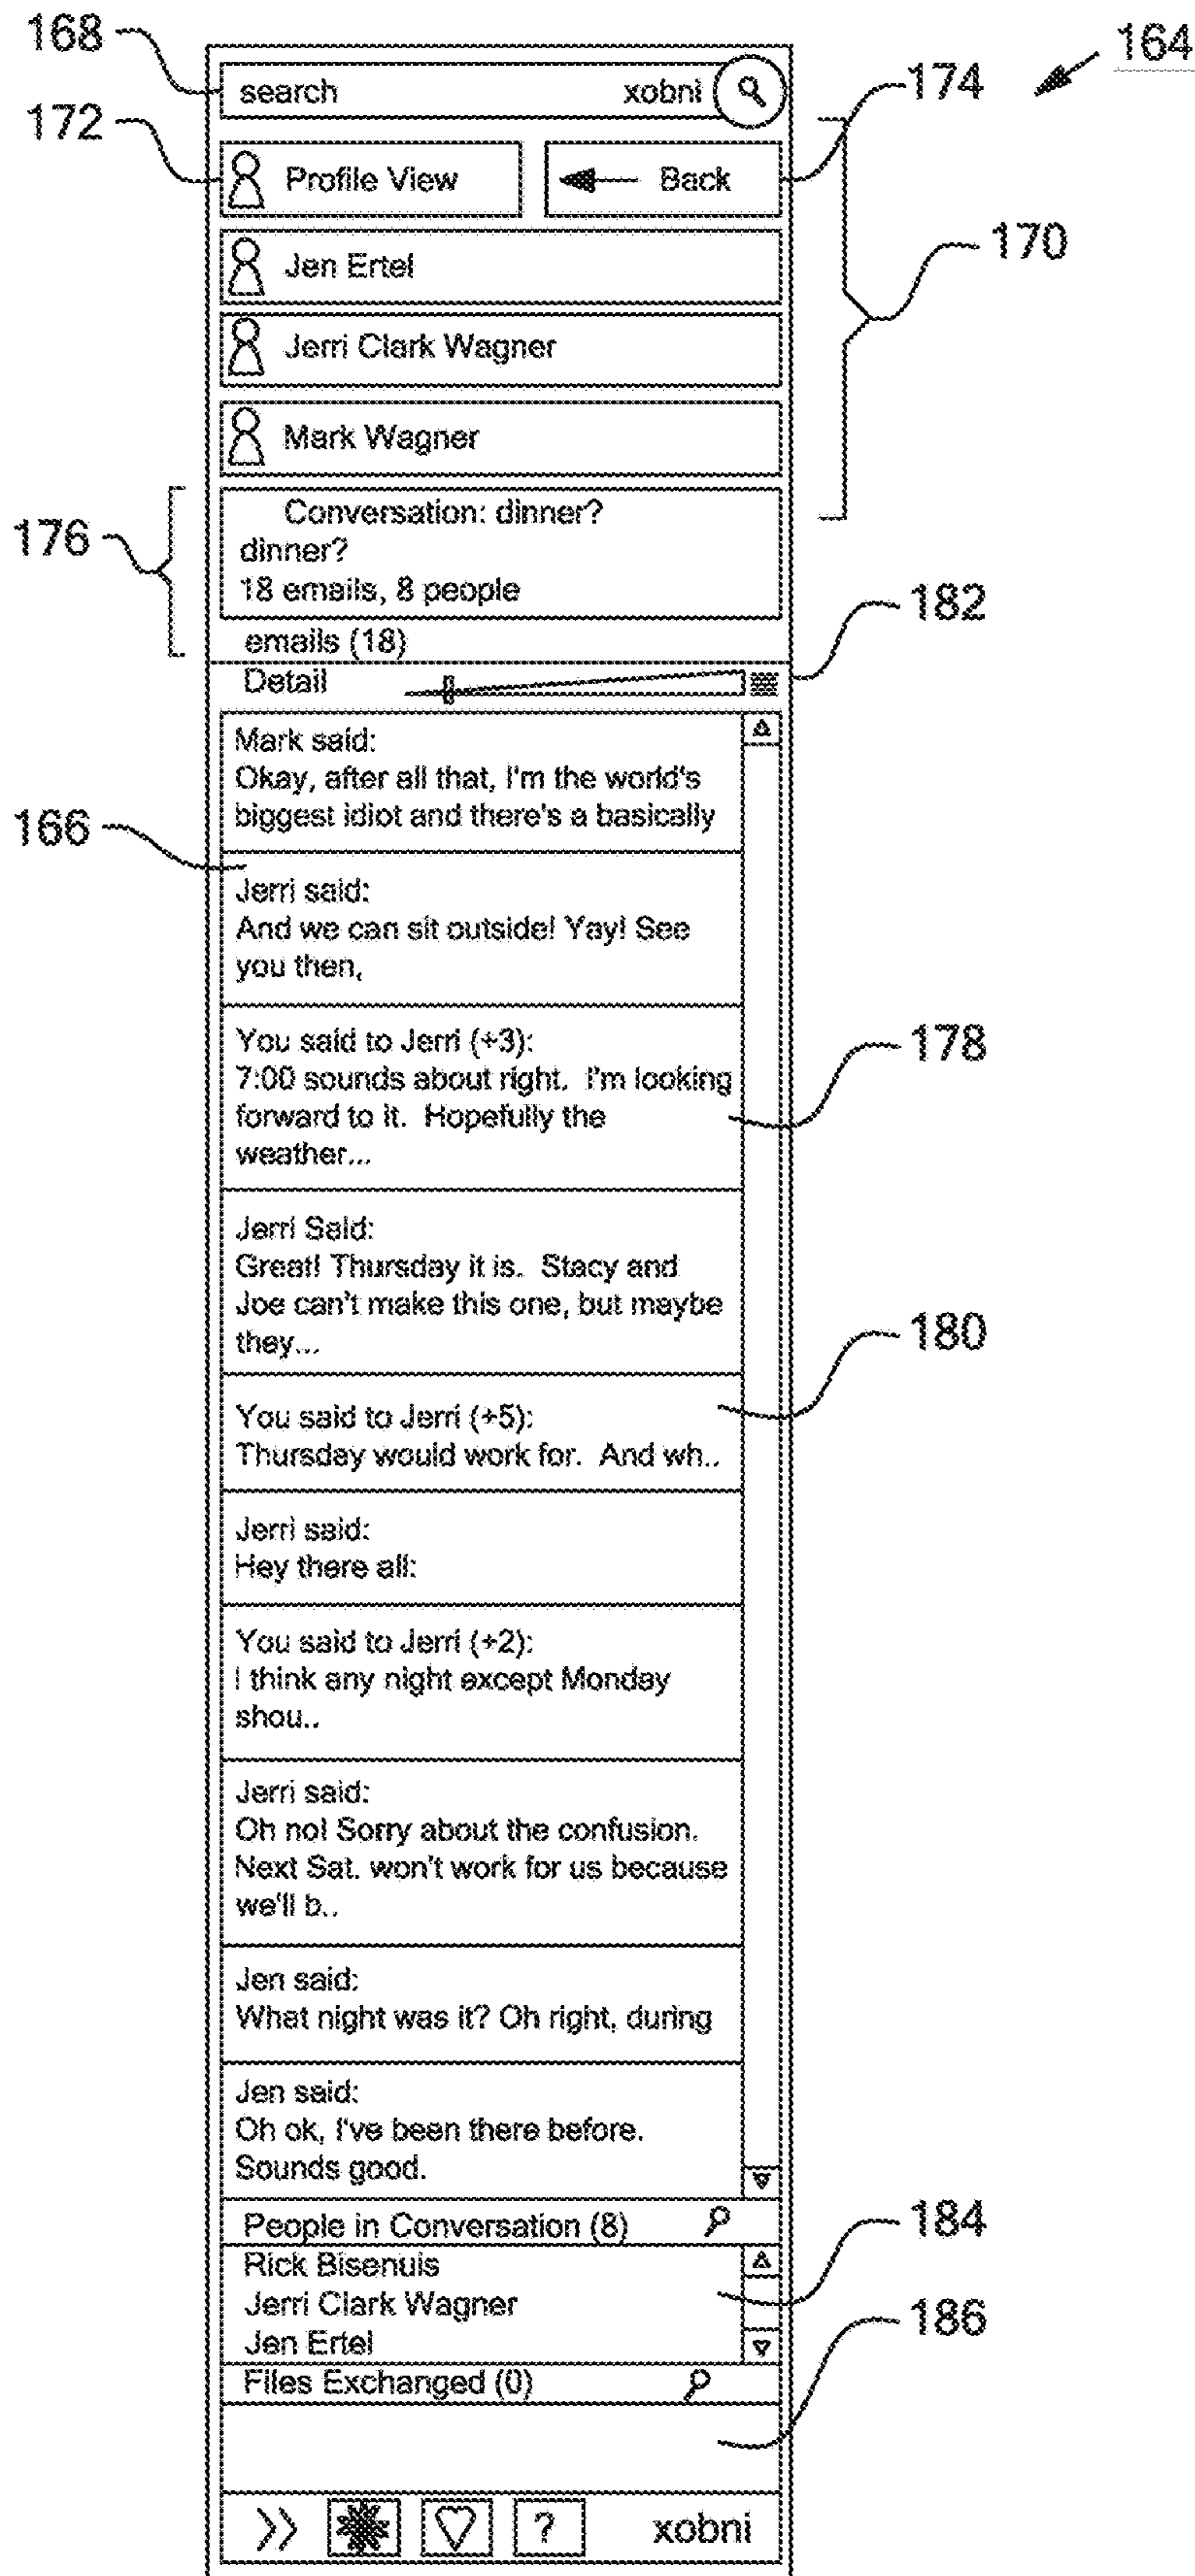 168
164
search xobni
174
172
Profile View
Back
170
Jen Ertel
Jerri Clark Wagner
Mark Wagner
176
Conversation: dinner?
dinner?
18 emails, 8 people
182
emails (18)
Detail
Mark said:
Okay, after all that, I'm the world's
biggest idiot and there's a basically
166
Jerri said:
And we can sit outside! Yay! See
you then,
178
You said to Jerri (+3):
7:00 sounds about right. I'm looking
forward to it. Hopefully the
weather...
Jerri Said:
Great! Thursday it is. Stacy and
Joe can't make this one, but maybe
they...
180
You said to Jerri (+5):
Thursday would work for. And wh..
Jerri said:
Hey there all:
You said to Jerri (+2):
I think any night except Monday
shou..
Jerri said:
Oh no! Sorry about the confusion.
Next Sat. won't work for us because
we'll b..
Jen said:
What night was it? Oh right, during
Jen said:
Oh ok, I've been there before.
Sounds good.
184
People in Conversation (8)
Rick Bisenuis
Jerri Clark Wagner
Jen Ertel
186
Files Exchanged (0)
? xobni